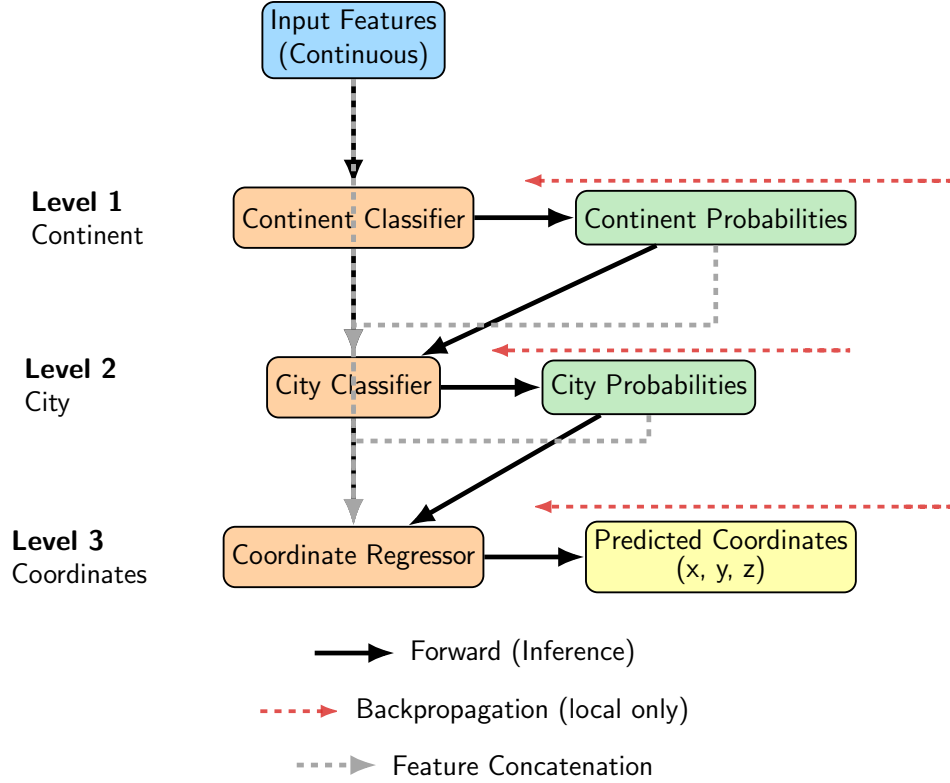 Input Features
(Continuous)
Level 1
Continent
Continent Classifier
Continent Probabilities
Level 2
City
City Classifier
City Probabilities
Level 3
Coordinates
Coordinate Regressor
Predicted Coordinates
(x, y, z)
Forward (Inference)
Backpropagation (local only)
Feature Concatenation